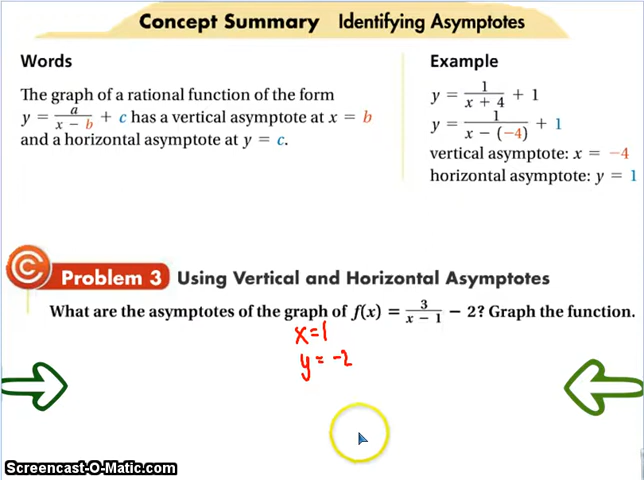 Concept Summary Identifying Asymptotes
Words
The graph of a rational function of the form
y = a/(x − b) + c has a vertical asymptote at x = b
and a horizontal asymptote at y = c.
Example
y = 1/(x + 4) + 1
y = 1/(x − (−4)) + 1
vertical asymptote: x = −4
horizontal asymptote: y = 1
C Problem 3 Using Vertical and Horizontal Asymptotes
What are the asymptotes of the graph of f(x) = 3/(x − 1) − 2? Graph the function.
x=1
y = -2
Screencast-O-Matic.com